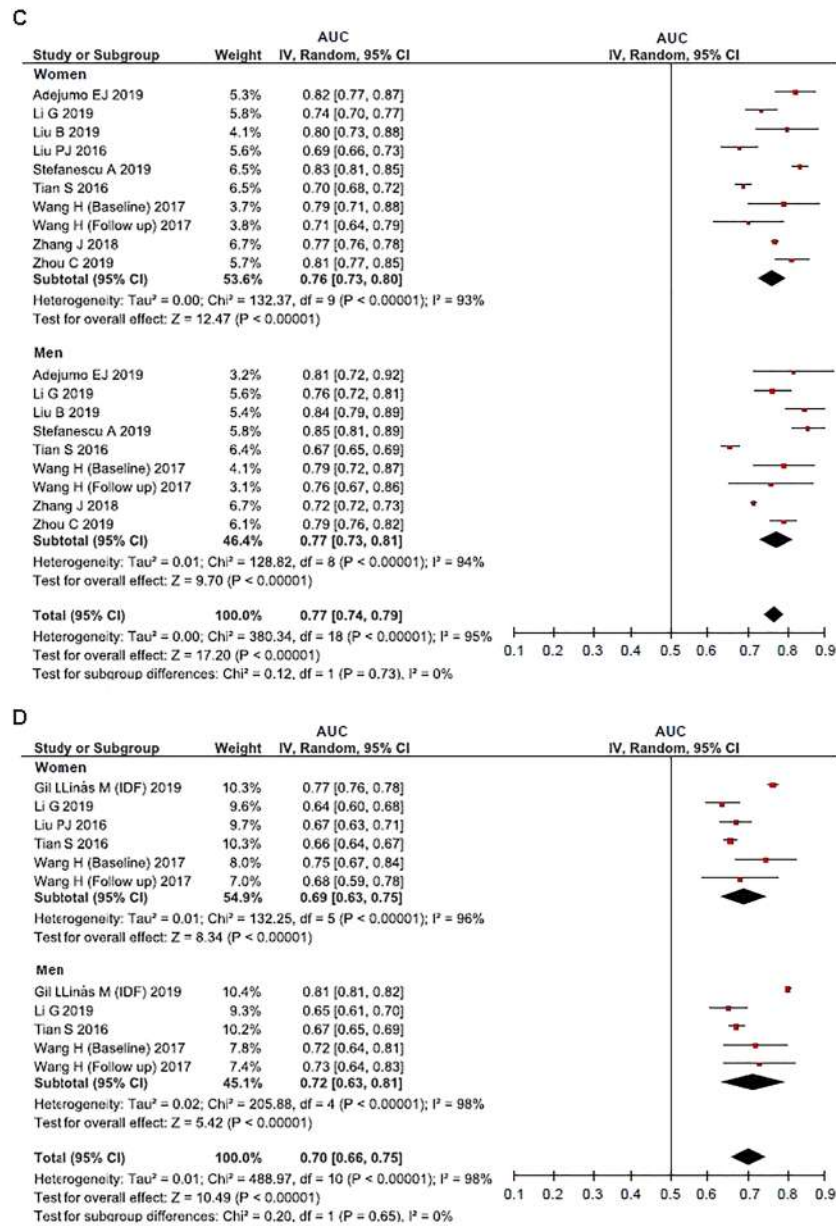 C
AUC AUC
Study or Subgroup Weight IV, Random, 95% CI IV, Random, 95% CI
Women
Adejumo EJ 2019 5.3% 0.82 [0.77, 0.87]
Li G 2019 5.8% 0.74 [0.70, 0.77]
Liu B 2019 4.1% 0.80 [0.73, 0.88]
Liu PJ 2016 5.6% 0.69 [0.66, 0.73]
Stefanescu A 2019 6.5% 0.83 [0.81, 0.85]
Tian S 2016 6.5% 0.70 [0.68, 0.72]
Wang H (Baseline) 2017 3.7% 0.79 [0.71, 0.88]
Wang H (Follow up) 2017 3.8% 0.71 [0.64, 0.79]
Zhang J 2018 6.7% 0.77 [0.76, 0.78]
Zhou C 2019 5.7% 0.81 [0.77, 0.85]
Subtotal (95% CI) 53.6% 0.76 [0.73, 0.80]
Heterogeneity: Tau² = 0.00; Chi² = 132.37, df = 9 (P < 0.00001); I² = 93%
Test for overall effect: Z = 12.47 (P < 0.00001)
Men
Adejumo EJ 2019 3.2% 0.81 [0.72, 0.92]
Li G 2019 5.6% 0.76 [0.72, 0.81]
Liu B 2019 5.4% 0.84 [0.79, 0.89]
Stefanescu A 2019 5.8% 0.85 [0.81, 0.89]
Tian S 2016 6.4% 0.67 [0.65, 0.69]
Wang H (Baseline) 2017 4.1% 0.79 [0.72, 0.87]
Wang H (Follow up) 2017 3.1% 0.76 [0.67, 0.86]
Zhang J 2018 6.7% 0.72 [0.72, 0.73]
Zhou C 2019 6.1% 0.79 [0.76, 0.82]
Subtotal (95% CI) 46.4% 0.77 [0.73, 0.81]
Heterogeneity: Tau² = 0.01; Chi² = 128.82, df = 8 (P < 0.00001); I² = 94%
Test for overall effect: Z = 9.70 (P < 0.00001)
Total (95% CI) 100.0% 0.77 [0.74, 0.79]
Heterogeneity: Tau² = 0.00; Chi² = 380.34, df = 18 (P < 0.00001); I² = 95%
Test for overall effect: Z = 17.20 (P < 0.00001)
Test for subgroup differences: Chi² = 0.12, df = 1 (P = 0.73), I² = 0%
0.1 0.2 0.3 0.4 0.5 0.6 0.7 0.8 0.9
D
AUC AUC
Study or Subgroup Weight IV, Random, 95% CI IV, Random, 95% CI
Women
Gil LLinás M (IDF) 2019 10.3% 0.77 [0.76, 0.78]
Li G 2019 9.6% 0.64 [0.60, 0.68]
Liu PJ 2016 9.7% 0.67 [0.63, 0.71]
Tian S 2016 10.3% 0.66 [0.64, 0.67]
Wang H (Baseline) 2017 8.0% 0.75 [0.67, 0.84]
Wang H (Follow up) 2017 7.0% 0.68 [0.59, 0.78]
Subtotal (95% CI) 54.9% 0.69 [0.63, 0.75]
Heterogeneity: Tau² = 0.01; Chi² = 132.25, df = 5 (P < 0.00001); I² = 96%
Test for overall effect: Z = 8.34 (P < 0.00001)
Men
Gil LLinás M (IDF) 2019 10.4% 0.81 [0.81, 0.82]
Li G 2019 9.3% 0.65 [0.61, 0.70]
Tian S 2016 10.2% 0.67 [0.65, 0.69]
Wang H (Baseline) 2017 7.8% 0.72 [0.64, 0.81]
Wang H (Follow up) 2017 7.4% 0.73 [0.64, 0.83]
Subtotal (95% CI) 45.1% 0.72 [0.63, 0.81]
Heterogeneity: Tau² = 0.02; Chi² = 205.88, df = 4 (P < 0.00001); I² = 98%
Test for overall effect: Z = 5.42 (P < 0.00001)
Total (95% CI) 100.0% 0.70 [0.66, 0.75]
Heterogeneity: Tau² = 0.01; Chi² = 488.97, df = 10 (P < 0.00001); I² = 98%
Test for overall effect: Z = 10.49 (P < 0.00001)
Test for subgroup differences: Chi² = 0.20, df = 1 (P = 0.65), I² = 0%
0.1 0.2 0.3 0.4 0.5 0.6 0.7 0.8 0.9